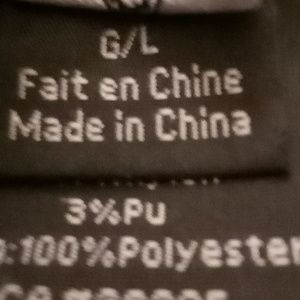 G/L
Fait en Chine
Made in China
3%Pu
:100%Polyester